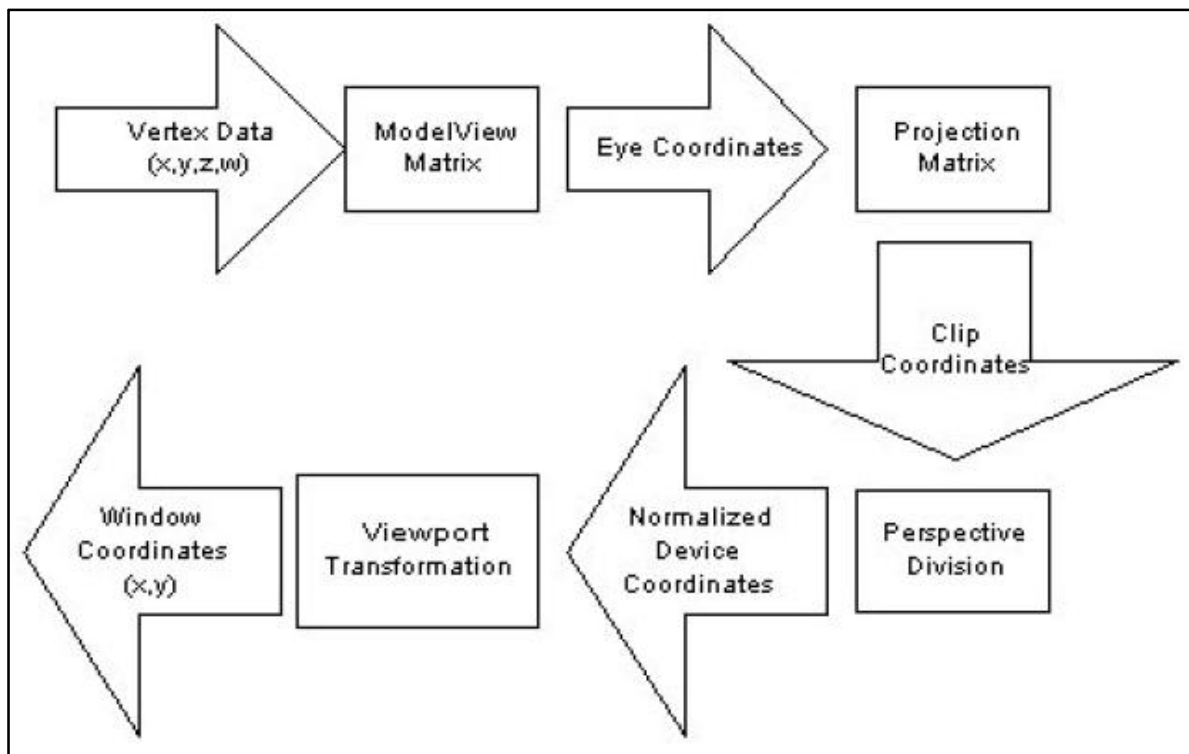 Vertex Data
(x,y,z,w)
ModelView
Matrix
Eye Coordinates
Projection
Matrix
Clip
Coordinates
Perspective
Division
Normalized
Device
Coordinates
Viewport
Transformation
Window
Coordinates
(x,y)